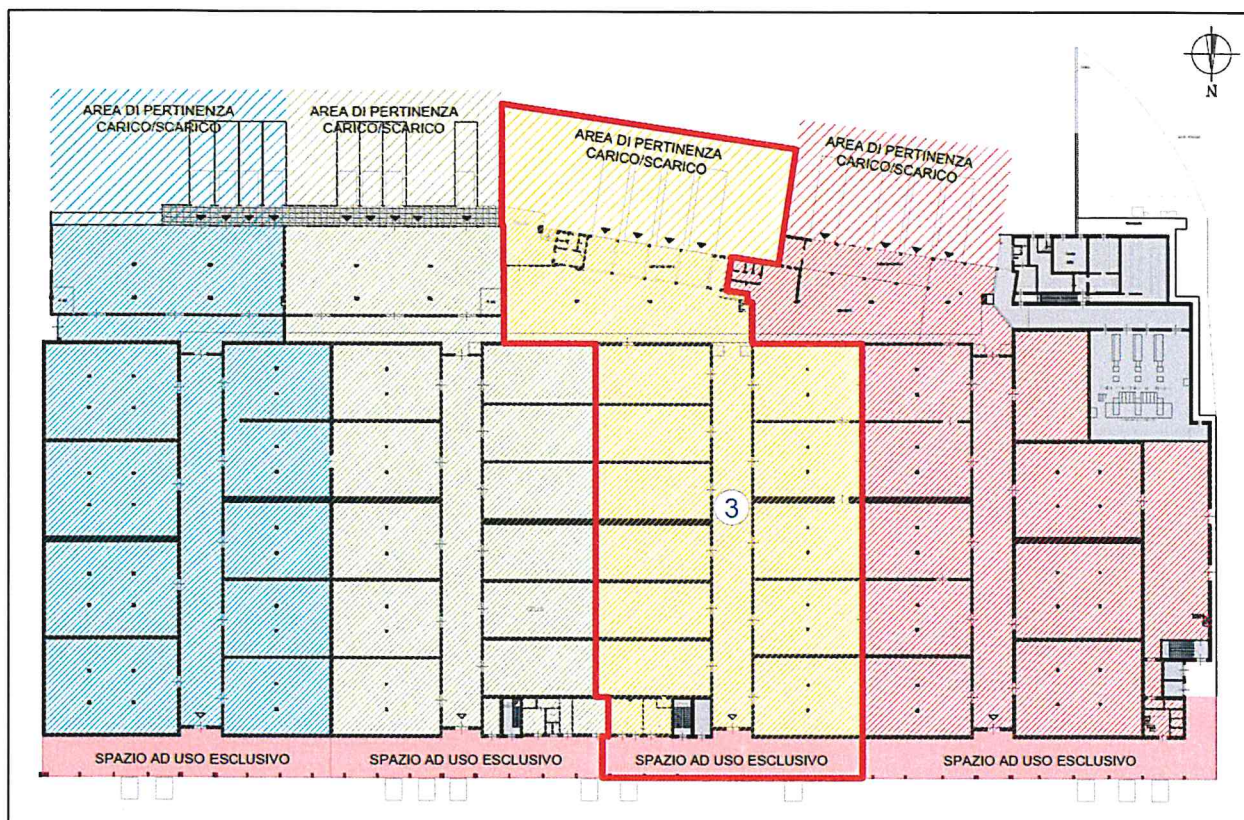 N
AREA DI PERTINENZA
CARICO/SCARICO
AREA DI PERTINENZA
CARICO/SCARICO
AREA DI PERTINENZA
CARICO/SCARICO
AREA DI PERTINENZA
CARICO/SCARICO
3
SPAZIO AD USO ESCLUSIVO
SPAZIO AD USO ESCLUSIVO
SPAZIO AD USO ESCLUSIVO
SPAZIO AD USO ESCLUSIVO